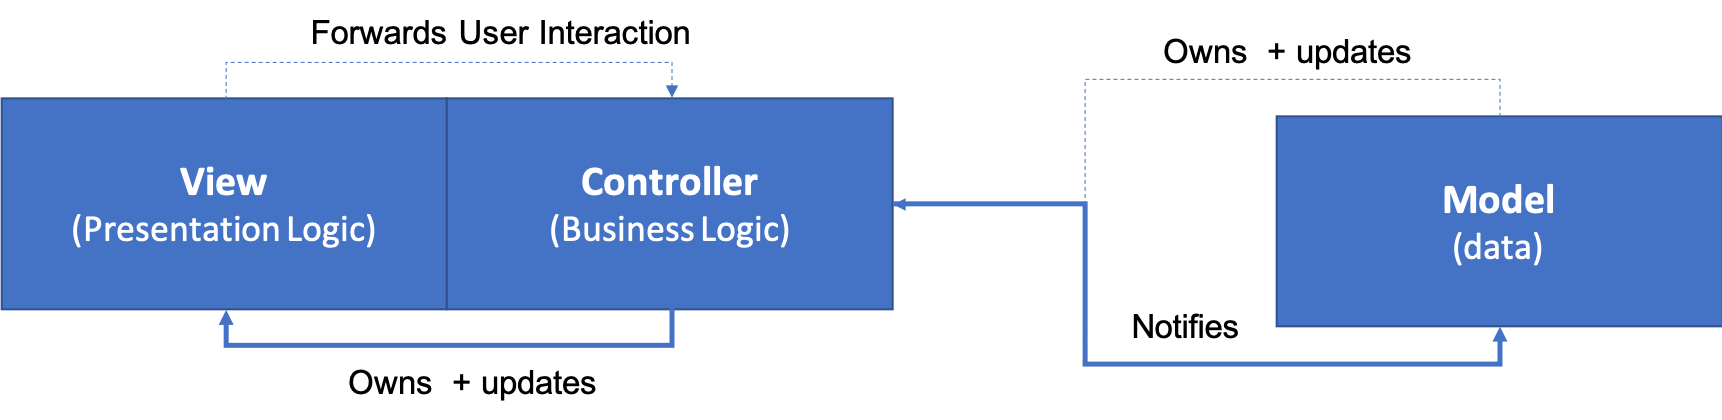 Forwards User Interaction
Owns + updates
View
(Presentation Logic)
Controller
(Business Logic)
Model
(data)
Notifies
Owns + updates